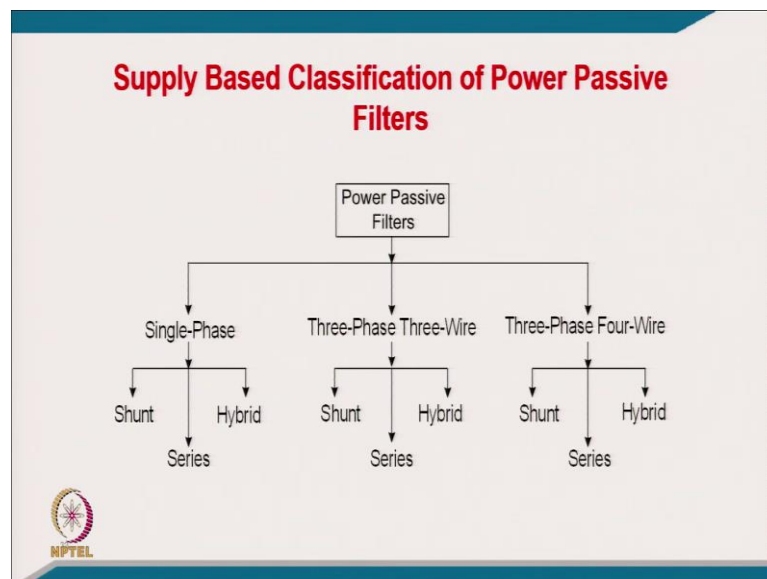 Supply Based Classification of Power Passive
Filters
Power Passive
Filters
Single-Phase
Three-Phase Three-Wire
Three-Phase Four-Wire
Shunt
Hybrid
Shunt
Hybrid
Shunt
Hybrid
Series
Series
Series
NPTEL